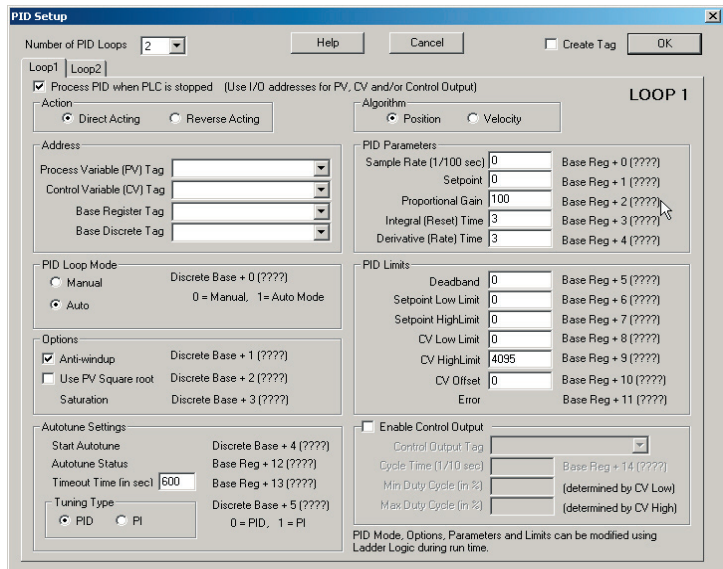 PID Setup
Number of PID Loops 2 Help Cancel Create Tag OK
Loop1 Loop2
Process PID when PLC is stopped (Use I/O addresses for PV, CV and/or Control Output)
LOOP 1
Action
Direct Acting Reverse Acting
Algorithm
Position Velocity
Address
Process Variable (PV) Tag
Control Variable (CV) Tag
Base Register Tag
Base Discrete Tag
PID Parameters
Sample Rate (1/100 sec) 0 Base Reg + 0 (????)
Setpoint 0 Base Reg + 1 (????)
Proportional Gain 100 Base Reg + 2 (????)
Integral (Reset) Time 3 Base Reg + 3 (????)
Derivative (Rate) Time 3 Base Reg + 4 (????)
PID Loop Mode
Manual Discrete Base + 0 (????)
Auto 0 = Manual, 1= Auto Mode
PID Limits
Deadband 0 Base Reg + 5 (????)
Setpoint Low Limit 0 Base Reg + 6 (????)
Setpoint HighLimit 0 Base Reg + 7 (????)
CV Low Limit 0 Base Reg + 8 (????)
CV HighLimit 4095 Base Reg + 9 (????)
CV Offset 0 Base Reg + 10 (????)
Error Base Reg + 11 (????)
Options
Anti-windup Discrete Base + 1 (????)
Use PV Square root Discrete Base + 2 (????)
Saturation Discrete Base + 3 (????)
Autotune Settings
Start Autotune Discrete Base + 4 (????)
Autotune Status Base Reg + 12 (????)
Timeout Time (in sec) 600 Base Reg + 13 (????)
Tuning Type Discrete Base + 5 (????)
PID PI 0 = PID, 1 = PI
Enable Control Output
Control Output Tag
Cycle Time (1/10 sec) Base Reg + 14 (????)
Min Duty Cycle (in %) (determined by CV Low)
Max Duty Cycle (in %) (determined by CV High)
PID Mode, Options, Parameters and Limits can be modified using
Ladder Logic during run time.